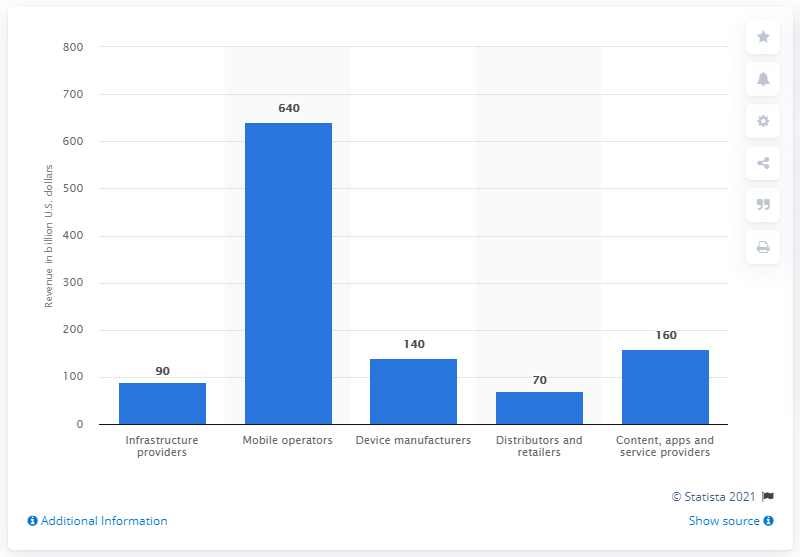 800
700
600
500
400
300
200
100
0
Revenue in billion U.S. dollars
90
640
140
70
160
Infrastructure
providers
Mobile operators
Device manufacturers
Distributors and
retailers
Content, apps and
service providers
© Statista 2021
Additional Information
Show source